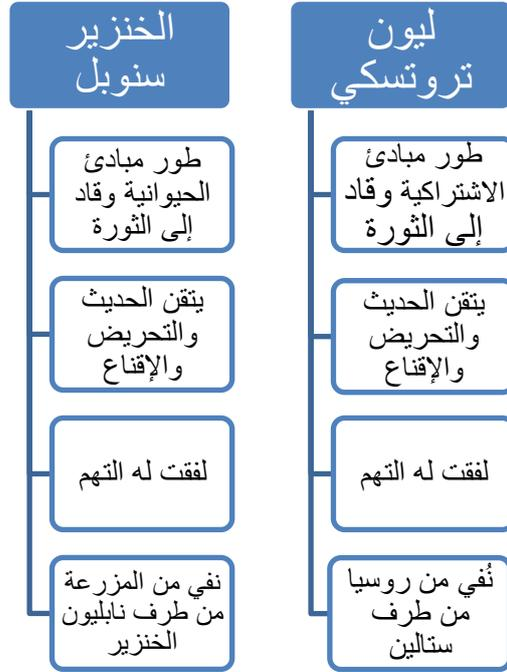 ليون
تروتسكي
طور مبادئ
الاشتراكية وقاد
إلى الثورة
يتقن الحديث
والتحريض
والإقناع
لفقت له التهم
نُفي من روسيا
من طرف
ستالين
الخنزير
سنوبل
طور مبادئ
الحيوانية وقاد
إلى الثورة
يتقن الحديث
والتحريض
والإقناع
لفقت له التهم
نفي من المزرعة
من طرف نابليون
الخنزير